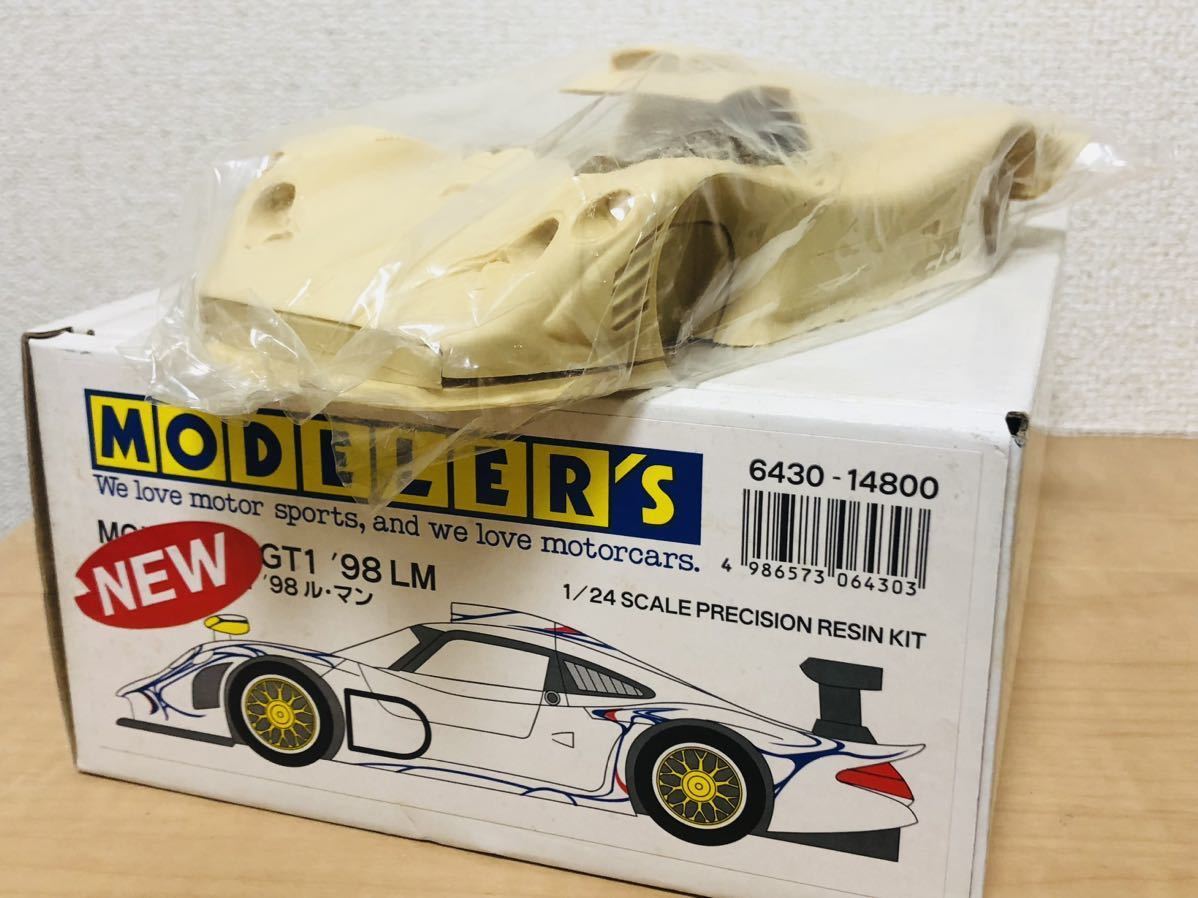 MODELER'S
We love motor sports, and we love motorcars.
6430-14800
4 986573 064303
NEW
GT1 '98 LM
'98 ル・マン
1/24 SCALE PRECISION RESIN KIT